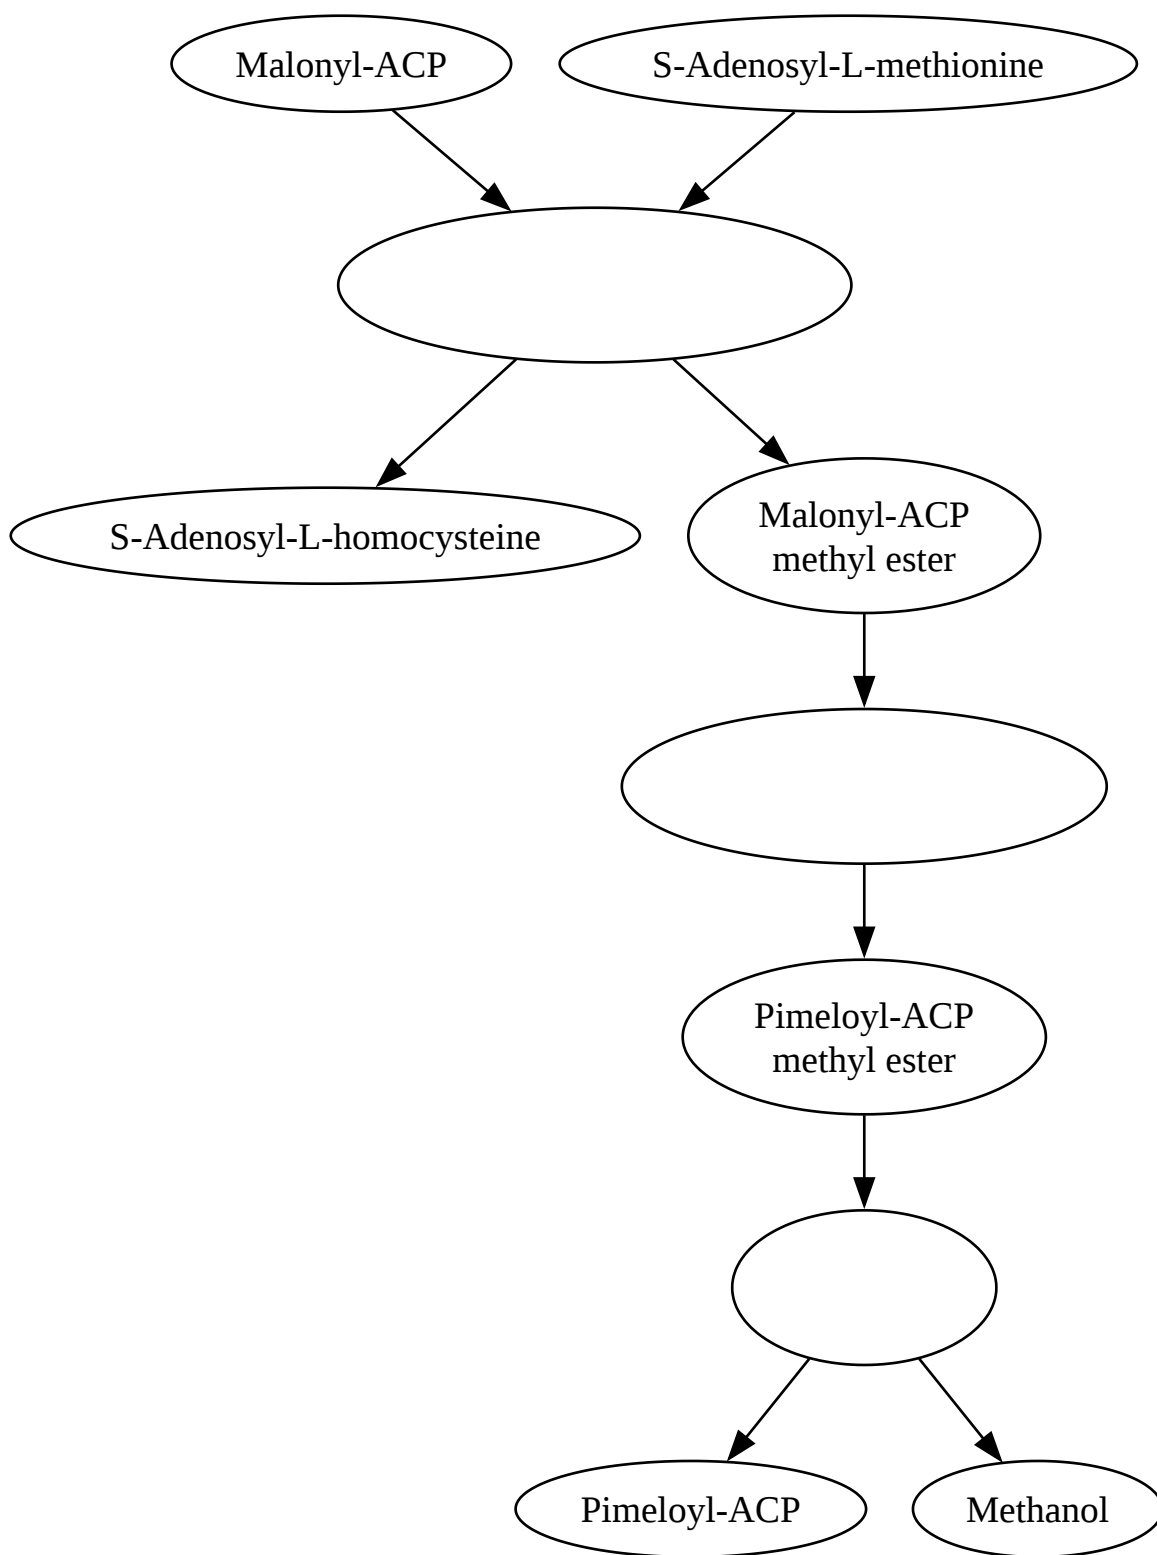 Malonyl-ACP
S-Adenosyl-L-methionine
S-Adenosyl-L-homocysteine
Malonyl-ACP
methyl ester
Pimeloyl-ACP
methyl ester
Pimeloyl-ACP
Methanol